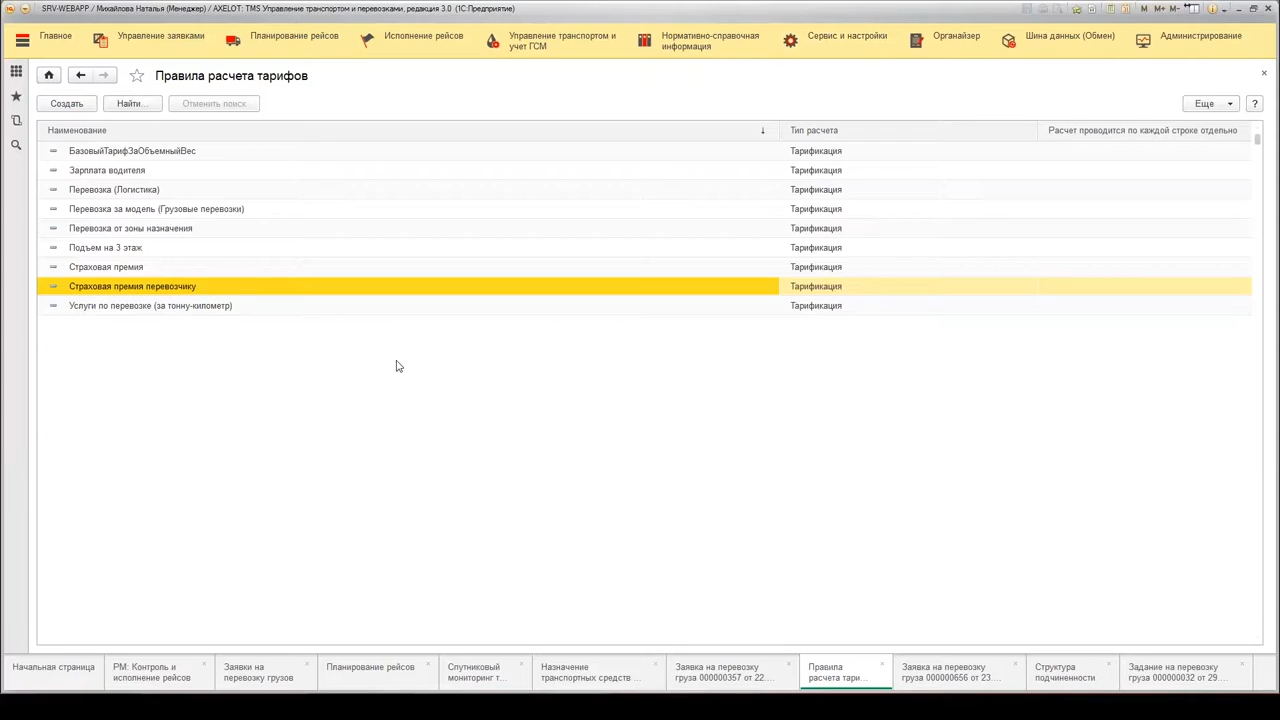 SRV-WEBAPP / Михайлова Наталья (Менеджер) / AXELOT: TMS Управление транспортом и перевозками, редакция 3.0 (1С:Предприятие)
M M+ M-
Главное
Управление заявками
Планирование рейсов
Исполнение рейсов
Управление транспортом и
учет ГСМ
Нормативно-справочная
информация
Сервис и настройки
Органайзер
Шина данных (Обмен)
Администрирование
Правила расчета тарифов
Создать
Найти...
Отменить поиск
Еще
?
Наименование
Тип расчета
Расчет проводится по каждой строке отдельно
БазовыйТарифЗаОбъемныйВес Тарификация
Зарплата водителя Тарификация
Перевозка (Логистика) Тарификация
Перевозка за модель (Грузовые перевозки) Тарификация
Перевозка от зоны назначения Тарификация
Подъем на 3 этаж Тарификация
Страховая премия Тарификация
Страховая премия перевозчику Тарификация
Услуги по перевозке (за тонну-километр) Тарификация
Начальная страница
РМ: Контроль и
исполнение рейсов
Заявки на
перевозку грузов
Планирование рейсов
Спутниковый
мониторинг т...
Назначение
транспортных средств ...
Заявка на перевозку
груза 000000357 от 22....
Правила
расчета тари...
Заявка на перевозку
груза 000000656 от 23....
Структура
подчиненности
Задание на перевозку
груза 000000032 от 29....